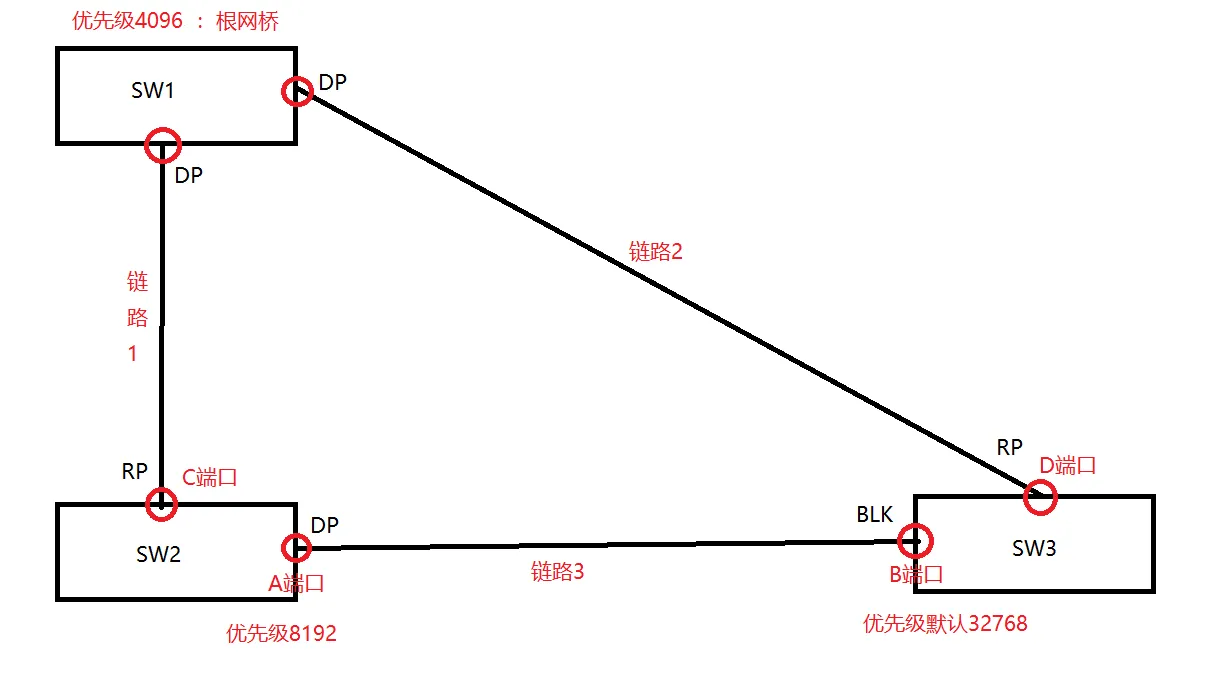 优先级4096 ： 根网桥
SW1
DP
DP
链路2
链
路
1
RP
C端口
RP
D端口
DP
BLK
SW2
SW3
A端口
链路3
B端口
优先级8192
优先级默认32768